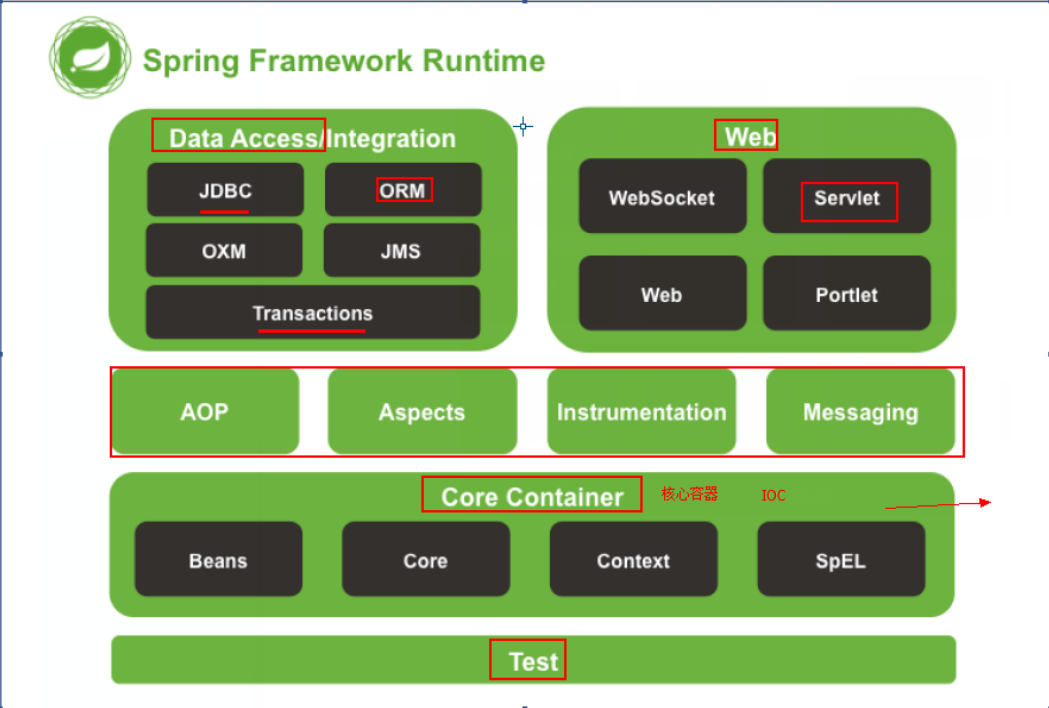 Spring Framework Runtime
Data Access/Integration
JDBC
ORM
OXM
JMS
Transactions
Web
WebSocket
Servlet
Web
Portlet
AOP
Aspects
Instrumentation
Messaging
Core Container 核心容器 IOC
Beans
Core
Context
SpEL
Test